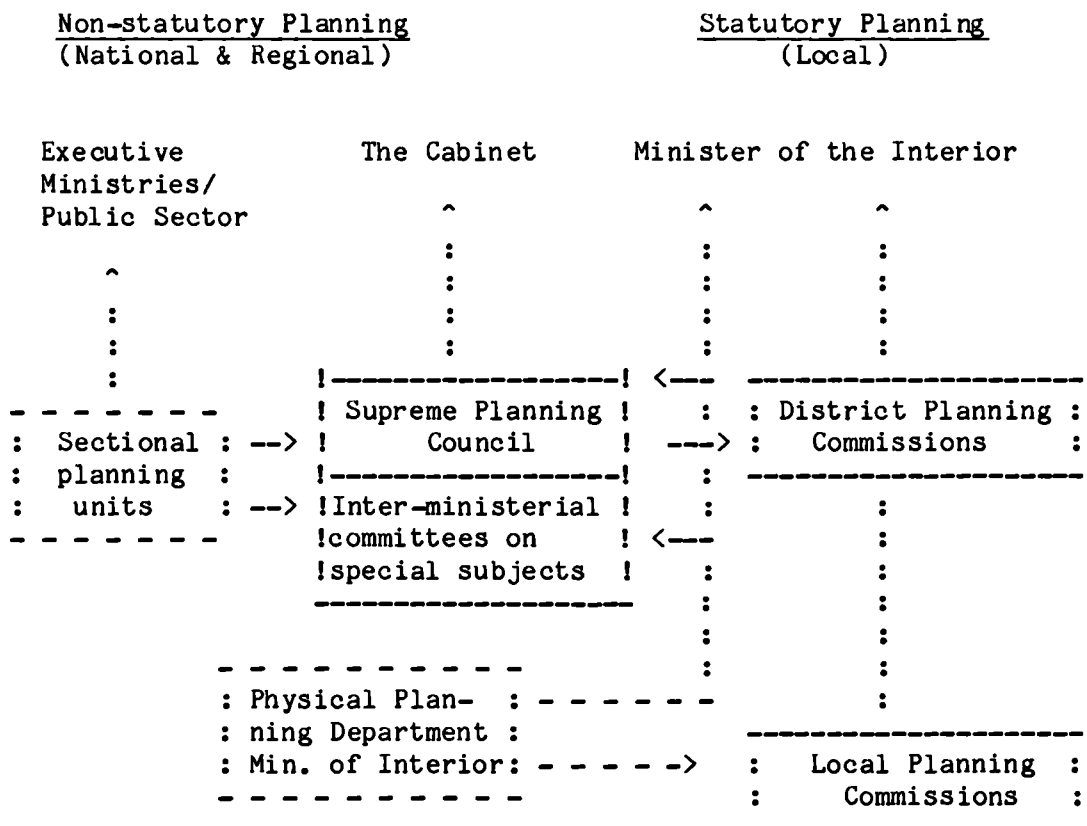 Non-statutory Planning
(National & Regional)
Statutory Planning
(Local)
Executive
Ministries/
Public Sector
The Cabinet
Minister of the Interior
Sectional
planning
units
Supreme Planning
Council
Inter-ministerial
committees on
special subjects
District Planning
Commissions
Physical Plan-
ning Department
Min. of Interior
Local Planning
Commissions